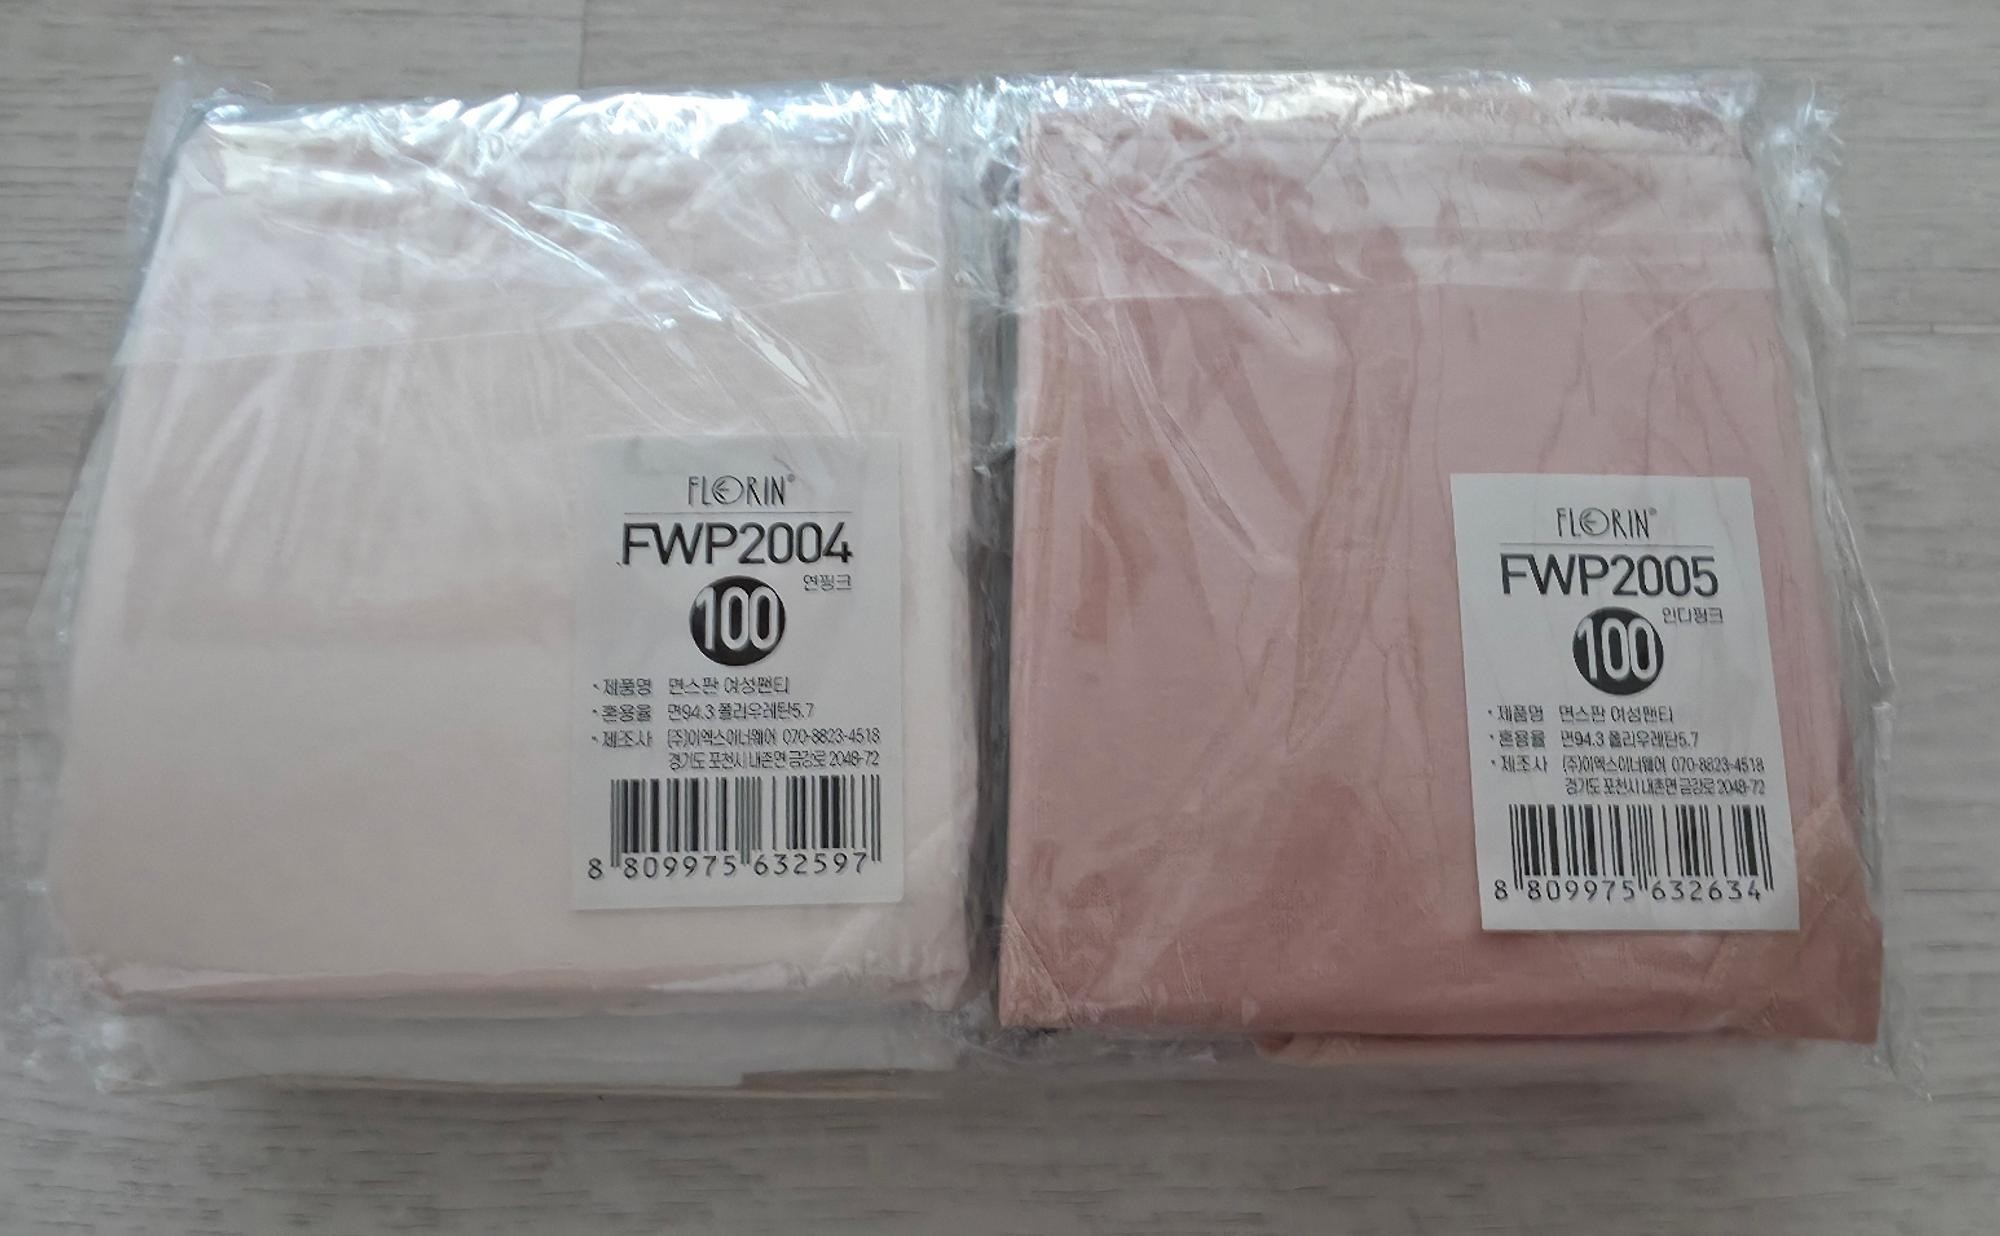 FLORIN®
FWP2004
연핑크
100
• 제품명 면스판 여성팬티
• 혼용율 면94.3 폴리우레탄5.7
• 제조사 (주)이엑스이너웨어 070-8823-4518
경기도 포천시 내촌면 금강로 2048-72
8 809975 632597
FLORIN®
FWP2005
인디핑크
100
• 제품명 면스판 여성팬티
• 혼용율 면94.3 폴리우레탄5.7
• 제조사 (주)이엑스이너웨어 070-8823-4518
경기도 포천시 내촌면 금강로 2048-72
8 809975 632634